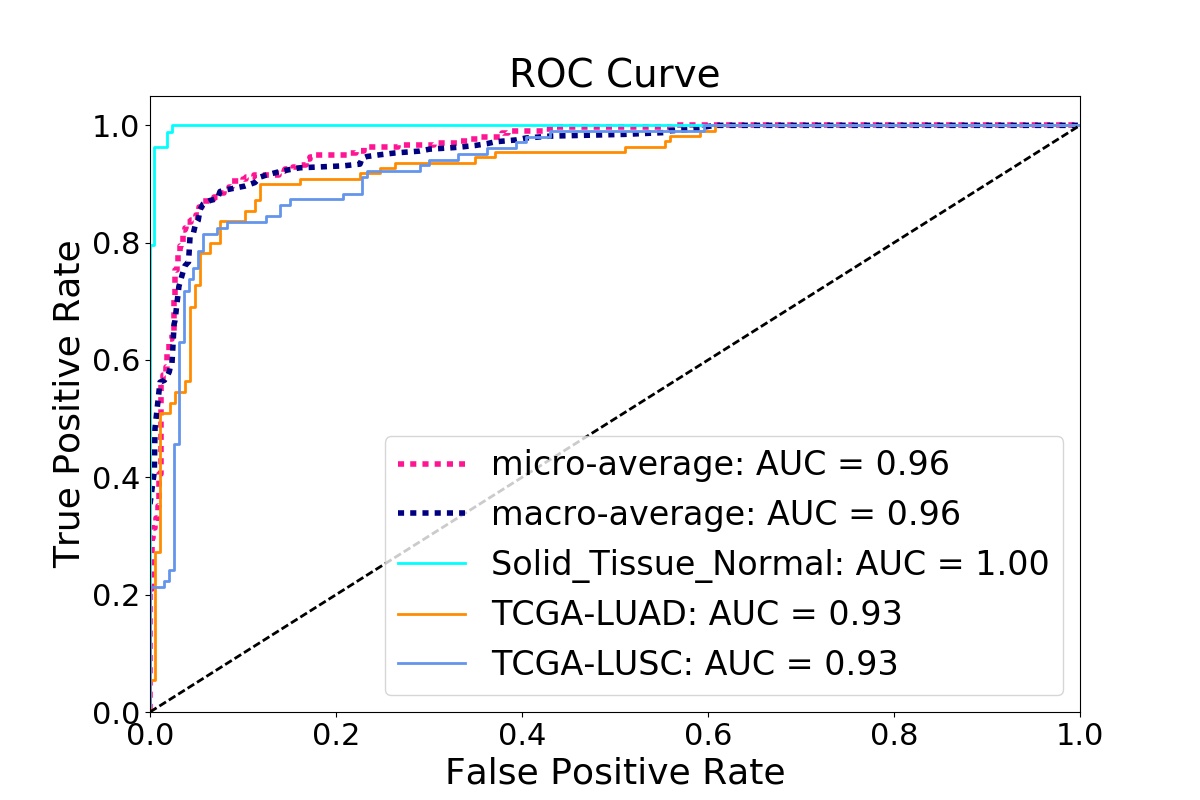 ROC Curve
True Positive Rate
1.0
0.8
0.6
0.4
0.2
0.0
micro-average: AUC = 0.96
macro-average: AUC = 0.96
Solid_Tissue_Normal: AUC = 1.00
TCGA-LUAD: AUC = 0.93
TCGA-LUSC: AUC = 0.93
0.0 0.2 0.4 0.6 0.8 1.0
False Positive Rate